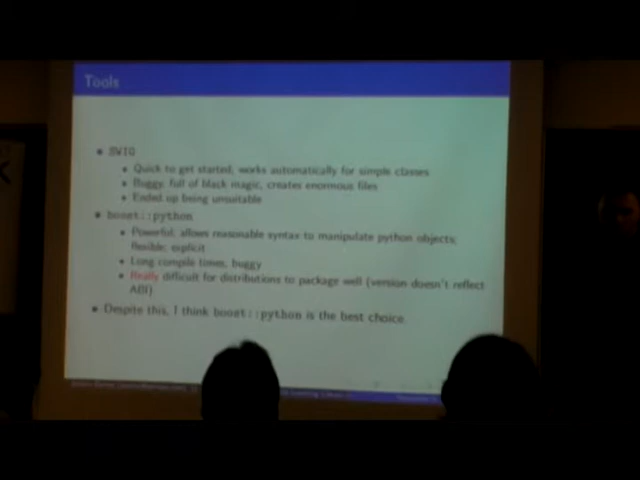 Tools
• SWIG
• Quick to get started, works automatically for simple classes
• Buggy, full of black magic, creates enormous files
• Ended up being unsuitable
• boost::python
• Powerful; allows reasonable syntax to manipulate python objects;
flexible; explicit
• Long compile times, buggy
• Really difficult for distributions to package well (version doesn't reflect
ABI)
• Despite this, I think boost::python is the best choice.